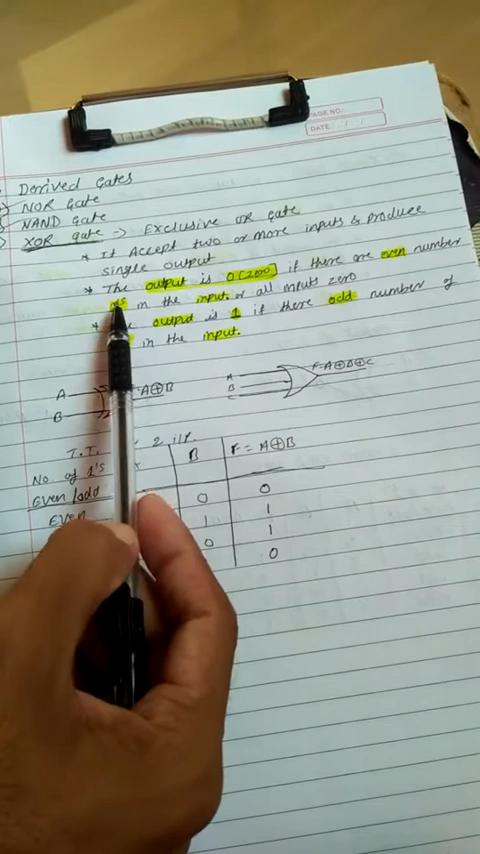 PAGE NO.
DATE: / /
Derived Gates
NOR Gate
NAND Gate
XOR gate -> Exclusive OR gate
* It Accept two or more inputs & produce
single output
* The output is 0 (zero) if there are even number
in the input. or all inputs zero
* output is 1 if there odd number of
in the input.
A
B
A⊕B
A
B
C
F=A⊕B⊕C
T.T. 2 i/p.
No of 1's
Even/odd
B F = A⊕B
Even 0 0
1 1
0 1
0